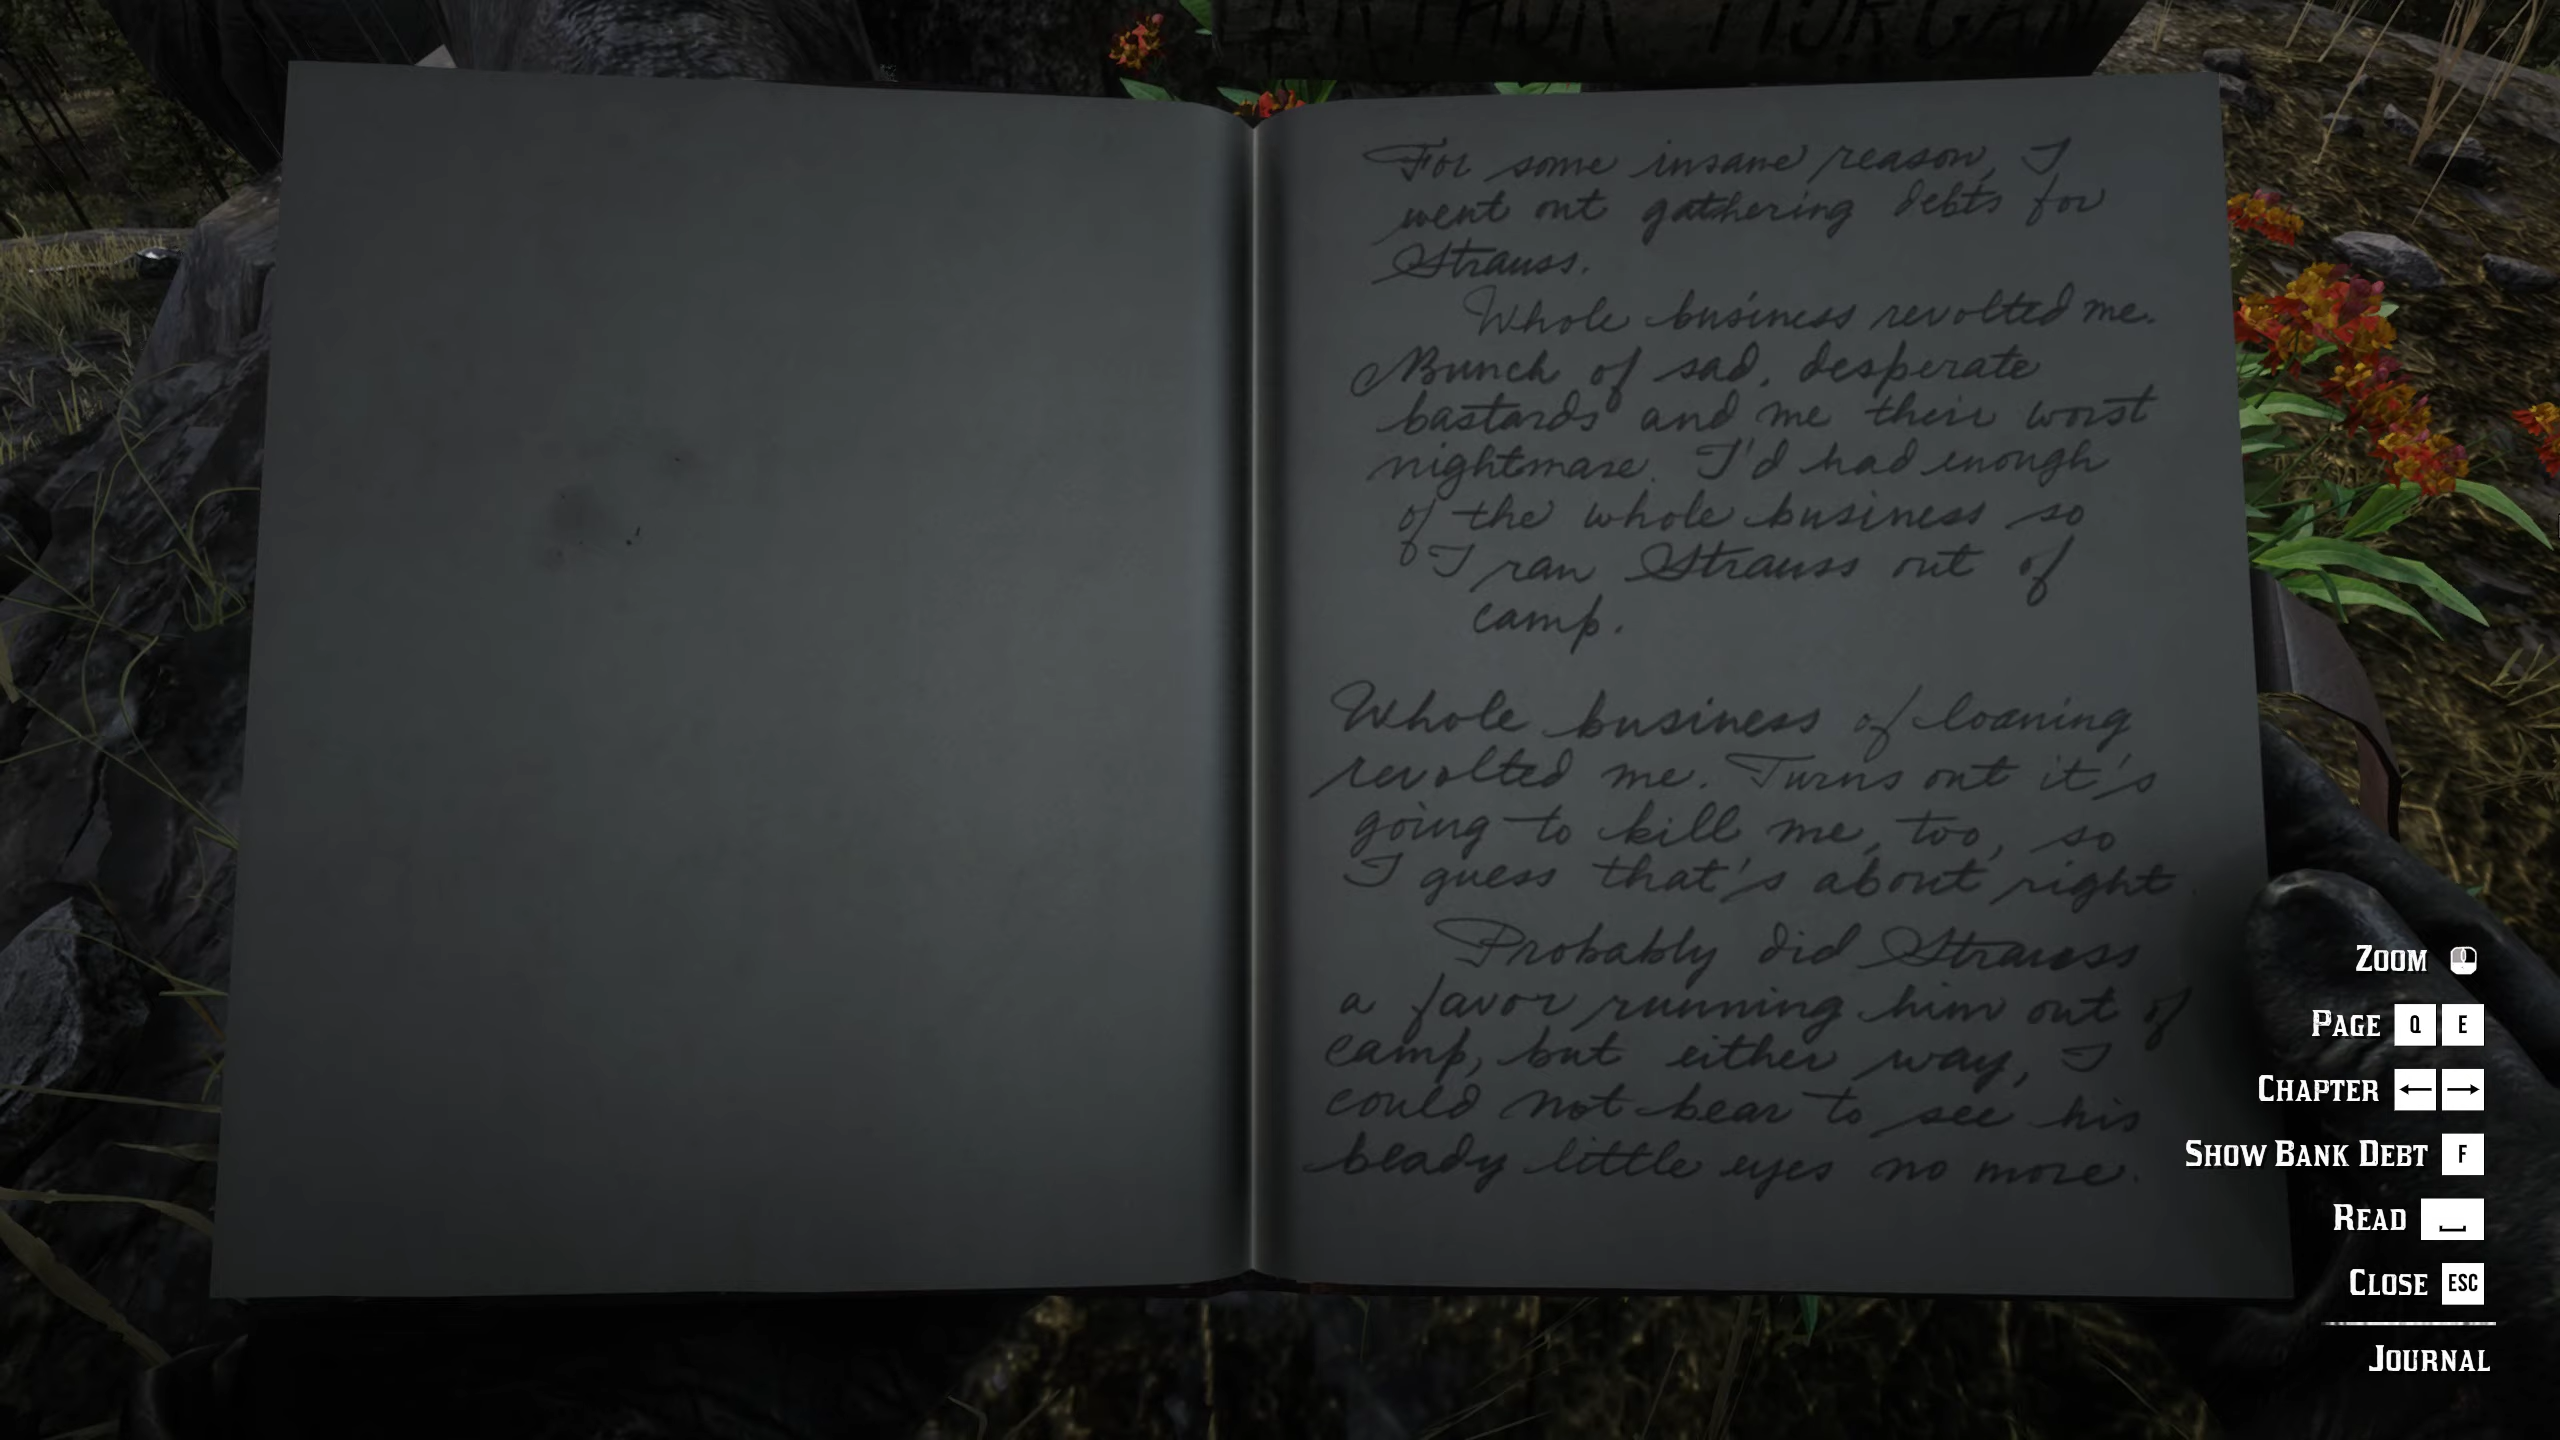 ARTHUR MORGAN
For some insane reason, I
went out gathering debts for
Strauss.
Whole business revolted me.
Bunch of sad, desperate
bastards and me their worst
nightmare. I'd had enough
of the whole business so
I ran Strauss out of
camp.
Whole business of loaning
revolted me. Turns out it's
going to kill me, too, so
I guess that's about right.
Probably did Strauss
a favor running him out of
camp, but either way, I
could not bear to see his
beady little eyes no more.
ZOOM
PAGE Q E
CHAPTER ← →
SHOW BANK DEBT F
READ
CLOSE ESC
JOURNAL